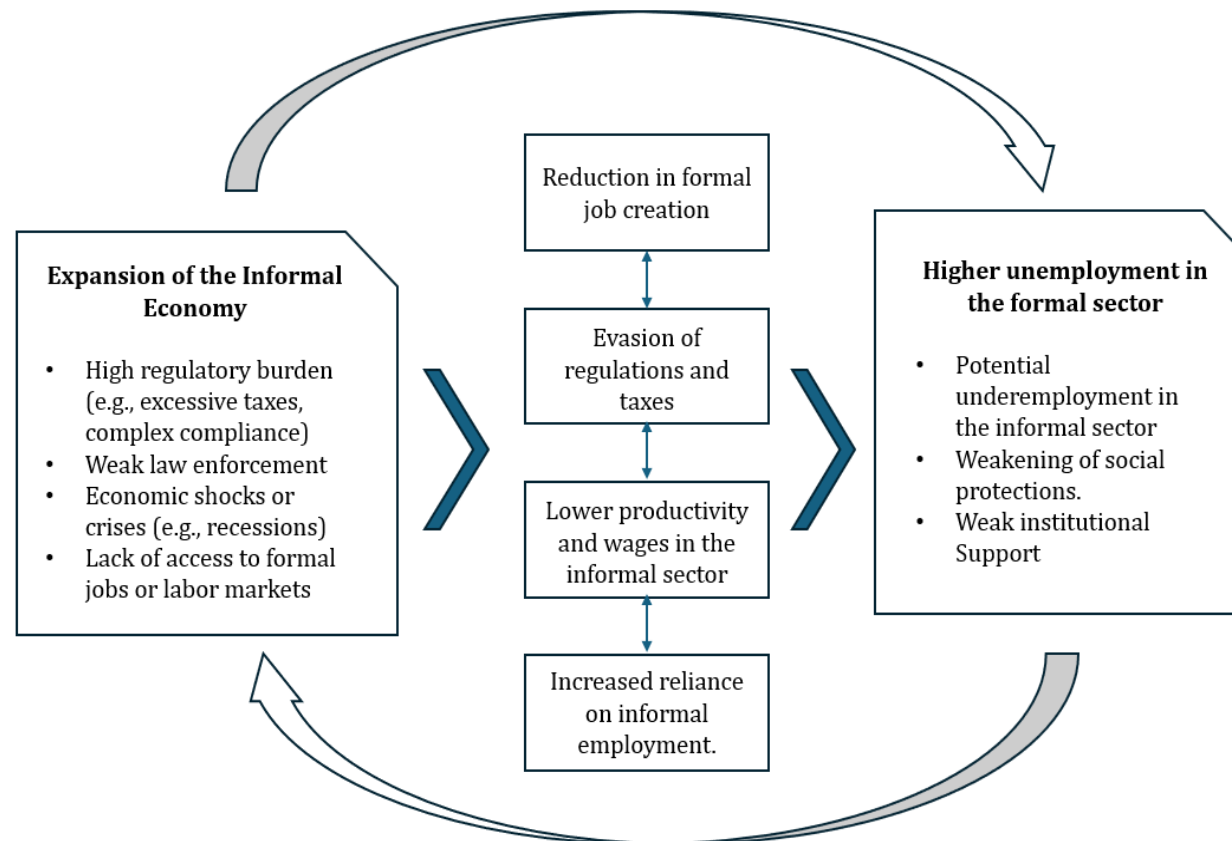 Expansion of the Informal
Economy
• High regulatory burden
(e.g., excessive taxes,
complex compliance)
• Weak law enforcement
• Economic shocks or
crises (e.g., recessions)
• Lack of access to formal
jobs or labor markets
Reduction in formal
job creation
Evasion of
regulations and
taxes
Lower productivity
and wages in the
informal sector
Increased reliance
on informal
employment.
Higher unemployment in
the formal sector
• Potential
underemployment in
the informal sector
• Weakening of social
protections.
• Weak institutional
Support